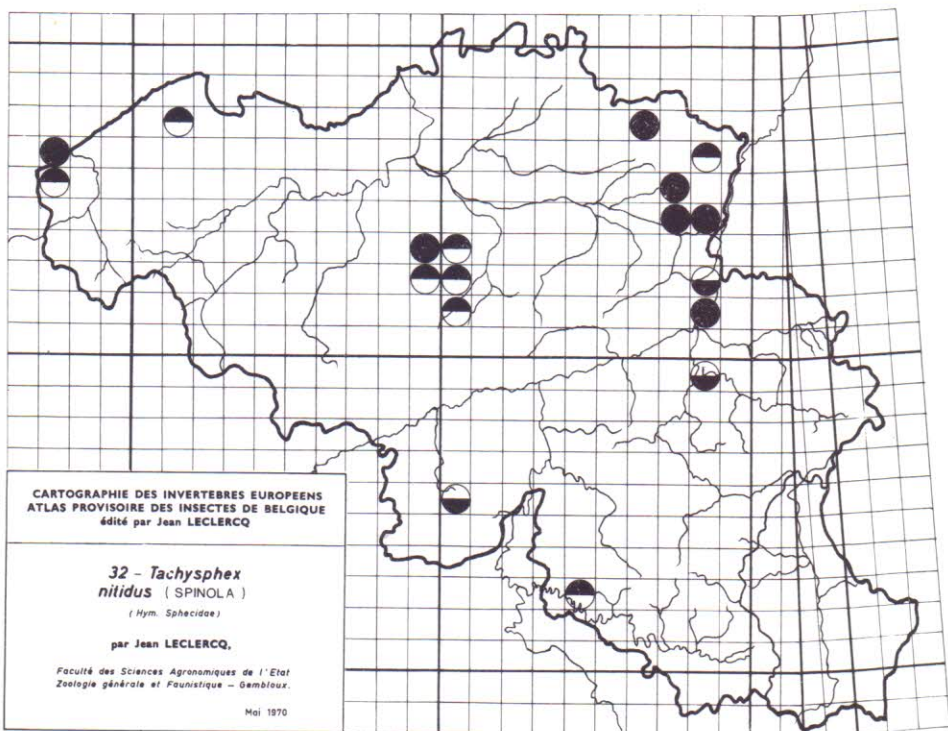 CARTOGRAPHIE DES INVERTEBRES EUROPEENS
ATLAS PROVISOIRE DES INSECTES DE BELGIQUE
édité par Jean LECLERCQ
32 – Tachysphex
nitidus ( SPINOLA )
( Hym. Sphecidae )
par Jean LECLERCQ,
Faculté des Sciences Agronomiques de l'Etat
Zoologie générale et Faunistique – Gembloux.
Mai 1970